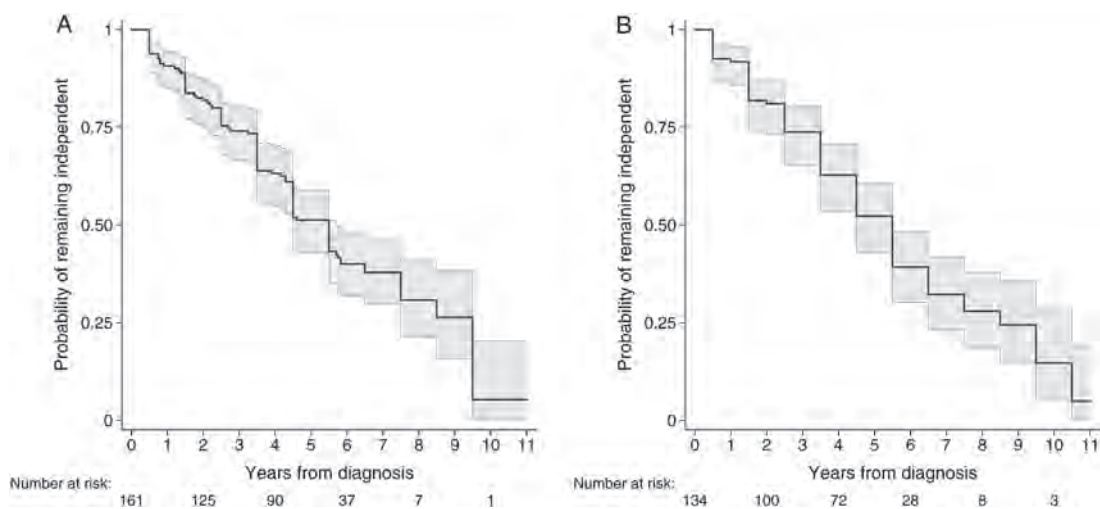 A
Probability of remaining independent
1
0.75
0.50
0.25
0
0 1 2 3 4 5 6 7 8 9 10 11
Years from diagnosis
Number at risk:
161 125 90 37 7 1
B
Probability of remaining independent
1
0.75
0.50
0.25
0
0 1 2 3 4 5 6 7 8 9 10 11
Years from diagnosis
Number at risk:
134 100 72 28 8 3